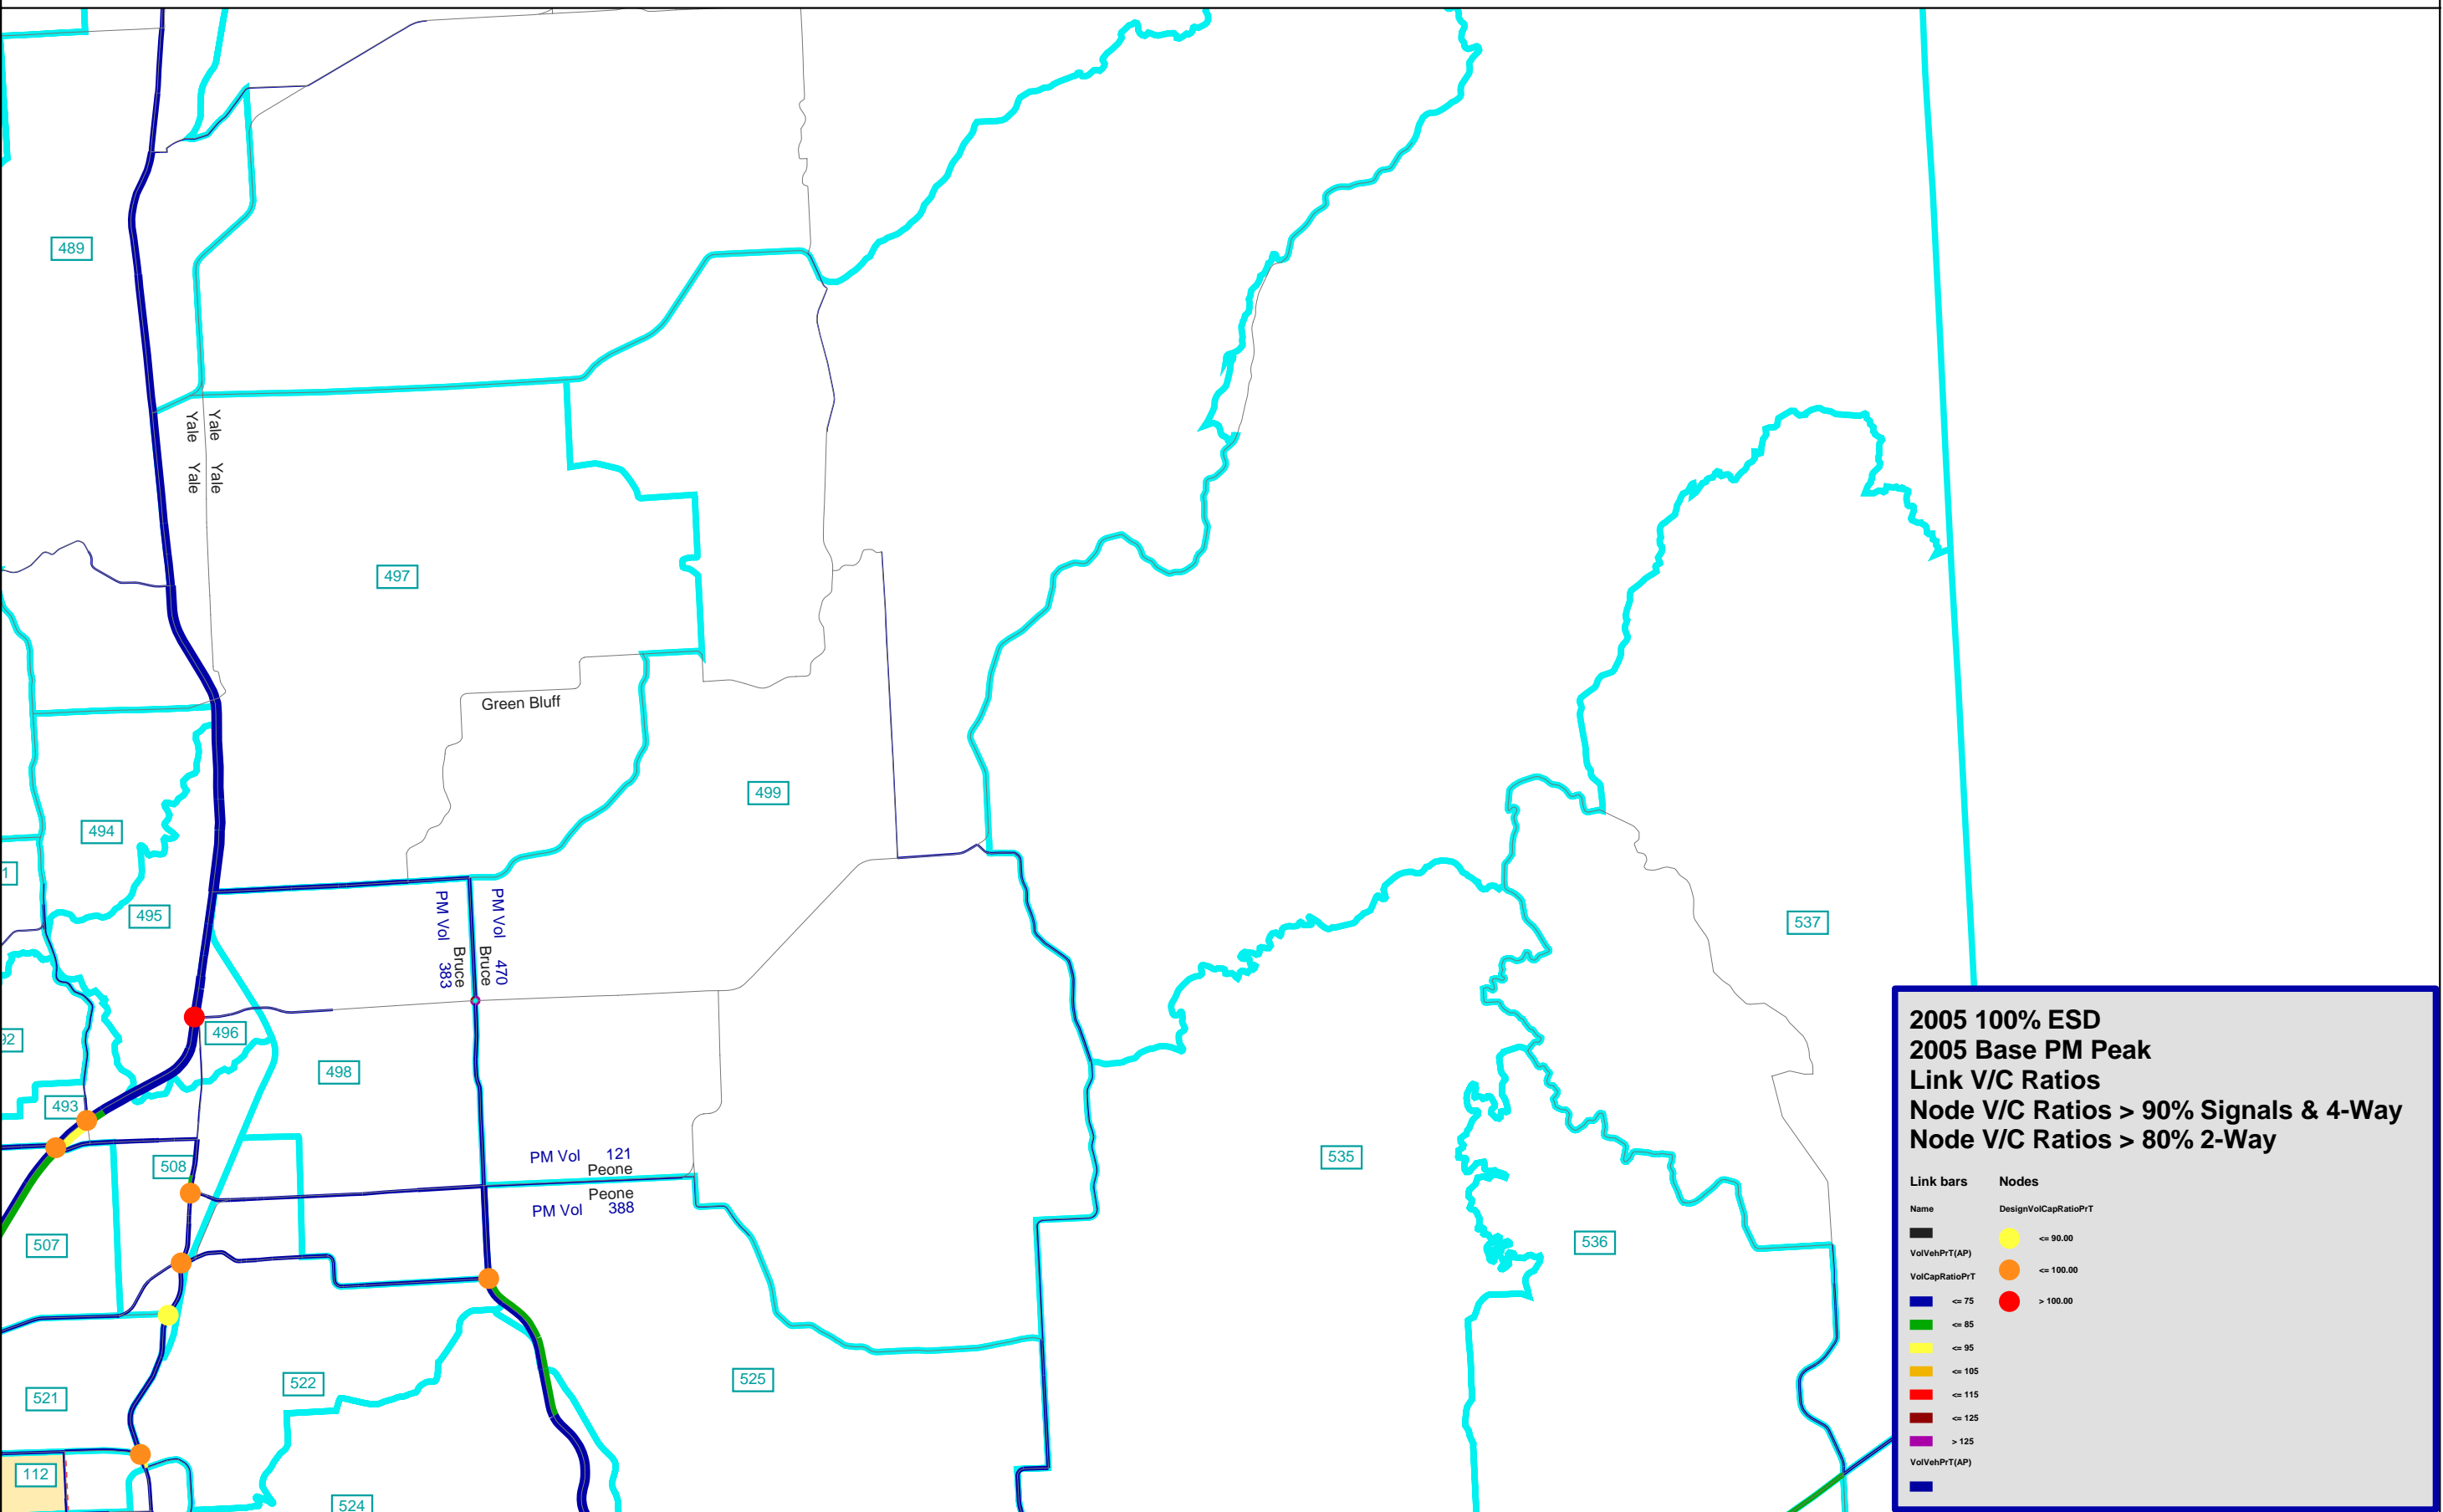 489
Yale Yale
Yale Yale
497
Green Bluff
499
494
1
495
PM Vol
PM Vol
Bruce
Bruce
383
470
537
92
496
498
493
508
PM Vol 121
Peone
Peone
PM Vol 388
535
507
536
525
522
521
112
524
2005 100% ESD
2005 Base PM Peak
Link V/C Ratios
Node V/C Ratios > 90% Signals & 4-Way
Node V/C Ratios > 80% 2-Way
Link bars Nodes
Name DesignVolCapRatioPrT
<= 90.00
VolVehPrT(AP)
<= 100.00
VolCapRatioPrT
<= 75 > 100.00
<= 85
<= 95
<= 105
<= 115
<= 125
> 125
VolVehPrT(AP)